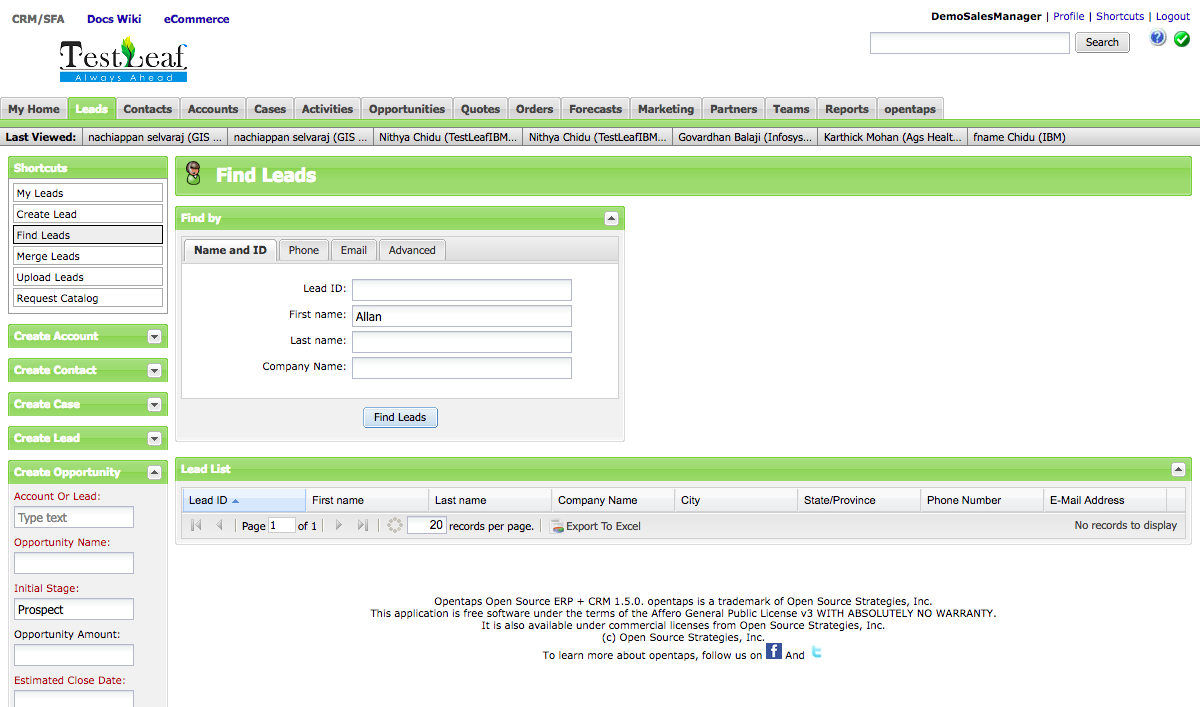 CRM/SFA Docs Wiki eCommerce
DemoSalesManager | Profile | Shortcuts | Logout
Search
TestLeaf
Always Ahead
My Home Leads Contacts Accounts Cases Activities Opportunities Quotes Orders Forecasts Marketing Partners Teams Reports opentaps
Last Viewed: nachiappan selvaraj (GIS ... nachiappan selvaraj (GIS ... Nithya Chidu (TestLeafIBM... Nithya Chidu (TestLeafIBM... Govardhan Balaji (Infosys... Karthick Mohan (Ags Healt... fname Chidu (IBM)
Shortcuts
My Leads
Create Lead
Find Leads
Merge Leads
Upload Leads
Request Catalog
Create Account
Create Contact
Create Case
Create Lead
Create Opportunity
Account Or Lead:
Type text
Opportunity Name:
Initial Stage:
Prospect
Opportunity Amount:
Estimated Close Date:
Find Leads
Find by
Name and ID Phone Email Advanced
Lead ID:
First name: Allan
Last name:
Company Name:
Find Leads
Lead List
Lead ID First name Last name Company Name City State/Province Phone Number E-Mail Address
Page 1 of 1 20 records per page. Export To Excel No records to display
Opentaps Open Source ERP + CRM 1.5.0. opentaps is a trademark of Open Source Strategies, Inc.
This application is free software under the terms of the Affero General Public License v3 WITH ABSOLUTELY NO WARRANTY.
It is also available under commercial licenses from Open Source Strategies, Inc.
(c) Open Source Strategies, Inc.
To learn more about opentaps, follow us on f And t